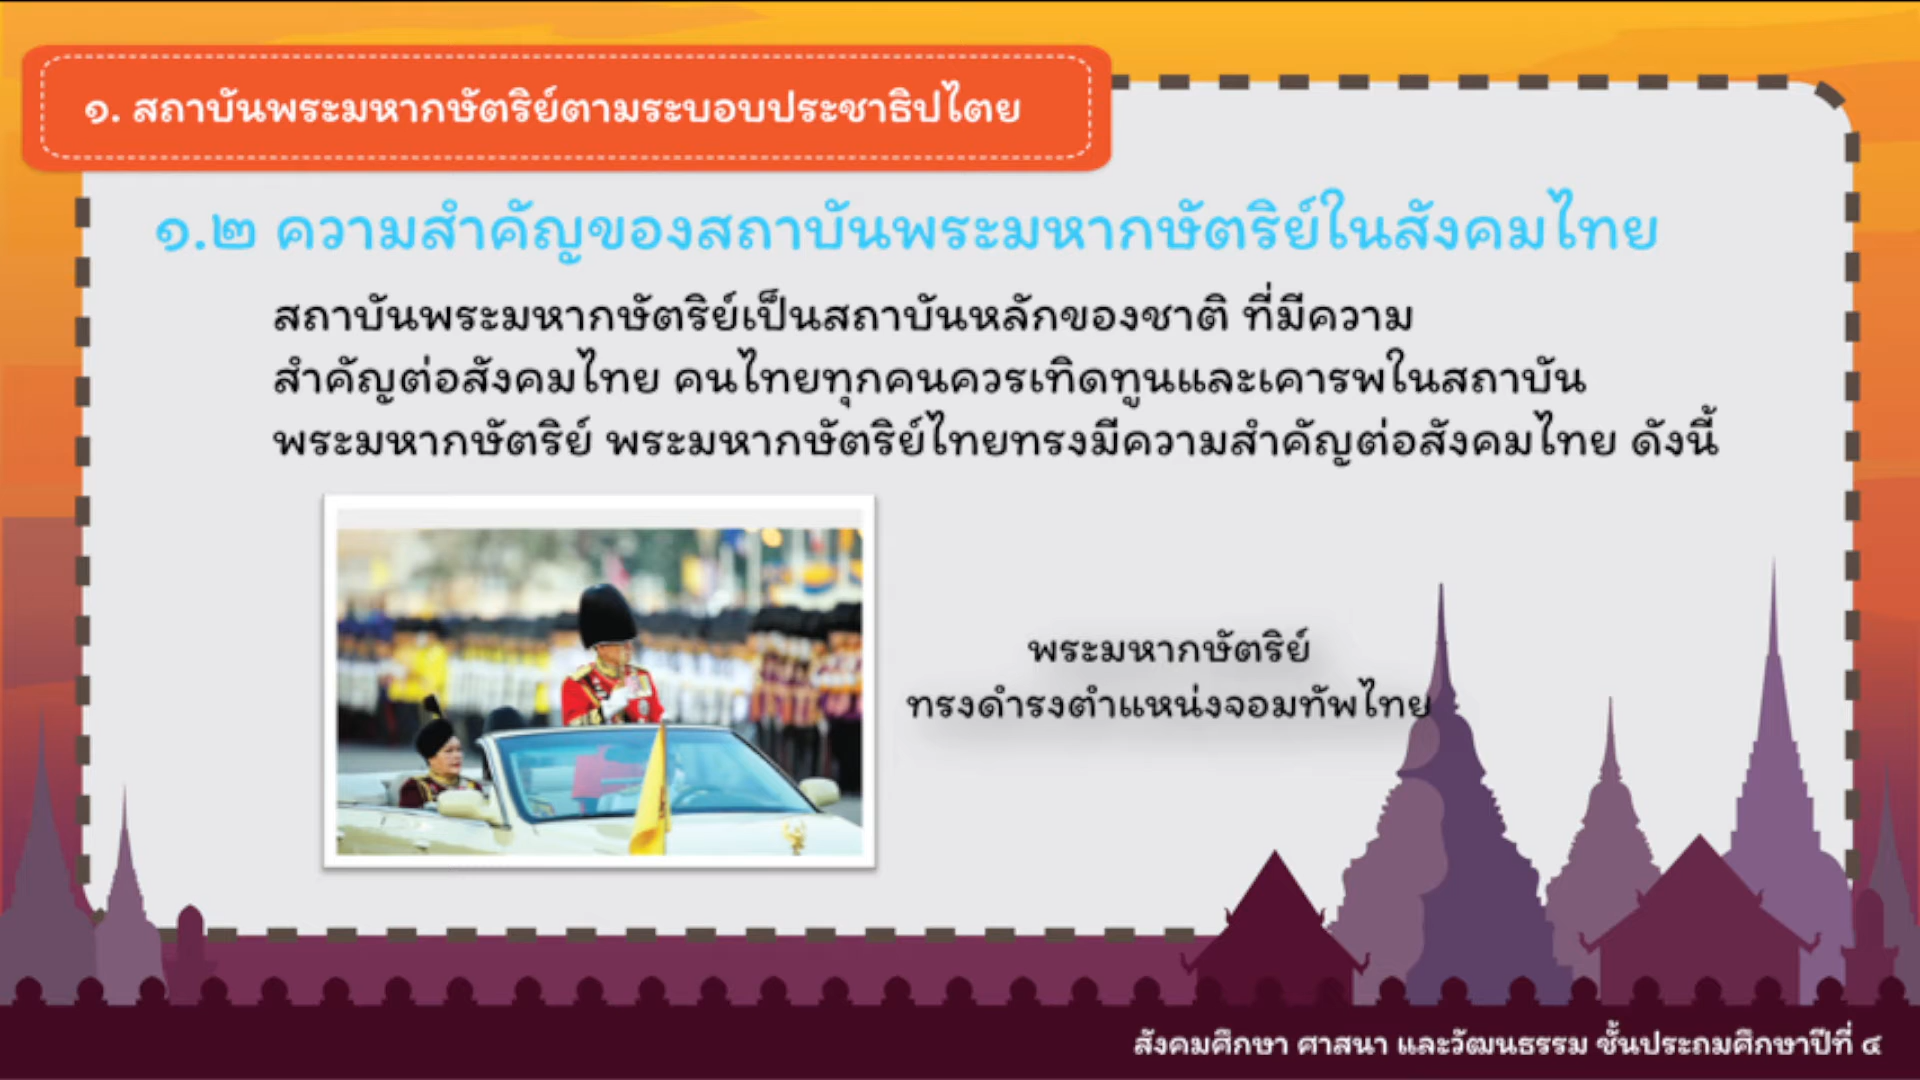 ๑. สถาบันพระมหากษัตริย์ตามระบอบประชาธิปไตย
๑.๒ ความสำคัญของสถาบันพระมหากษัตริย์ในสังคมไทย
สถาบันพระมหากษัตริย์เป็นสถาบันหลักของชาติ ที่มีความ
สำคัญต่อสังคมไทย คนไทยทุกคนควรเทิดทูนและเคารพในสถาบัน
พระมหากษัตริย์ พระมหากษัตริย์ไทยทรงมีความสำคัญต่อสังคมไทย ดังนี้
พระมหากษัตริย์
ทรงดำรงตำแหน่งจอมทัพไทย
สังคมศึกษา ศาสนา และวัฒนธรรม ชั้นประถมศึกษาปีที่ ๔